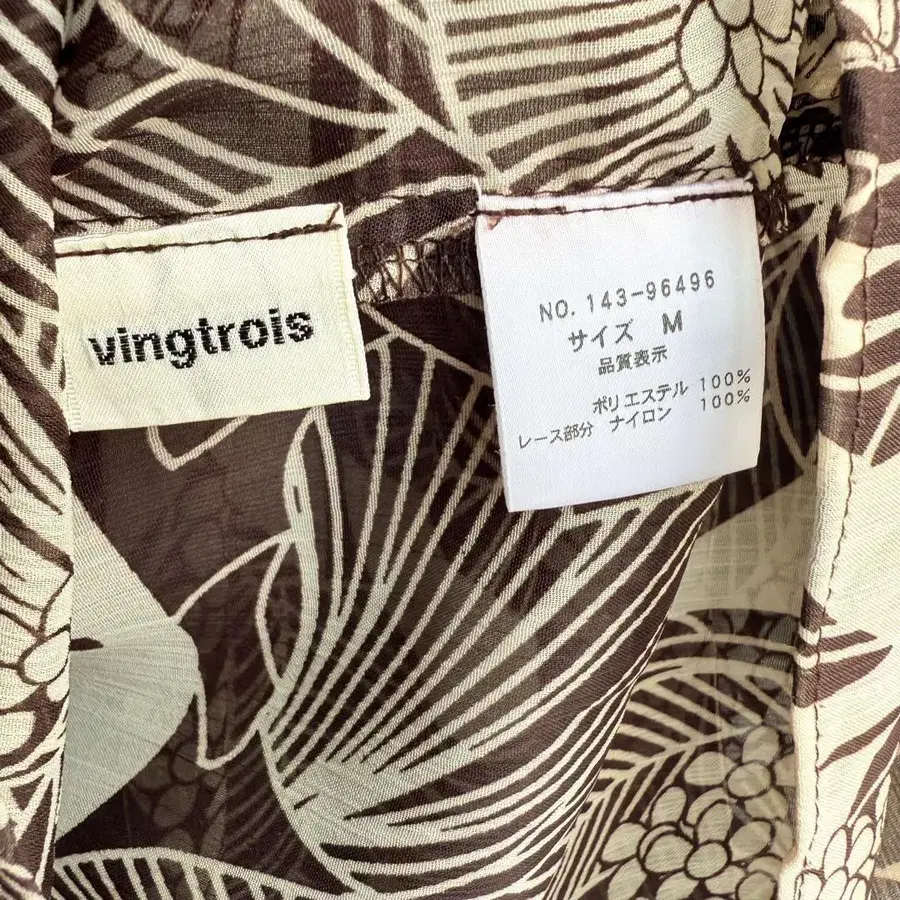 vingtrois
NO. 143-96496
サイズ M
品質表示
ポリエステル 100%
レース部分 ナイロン 100%